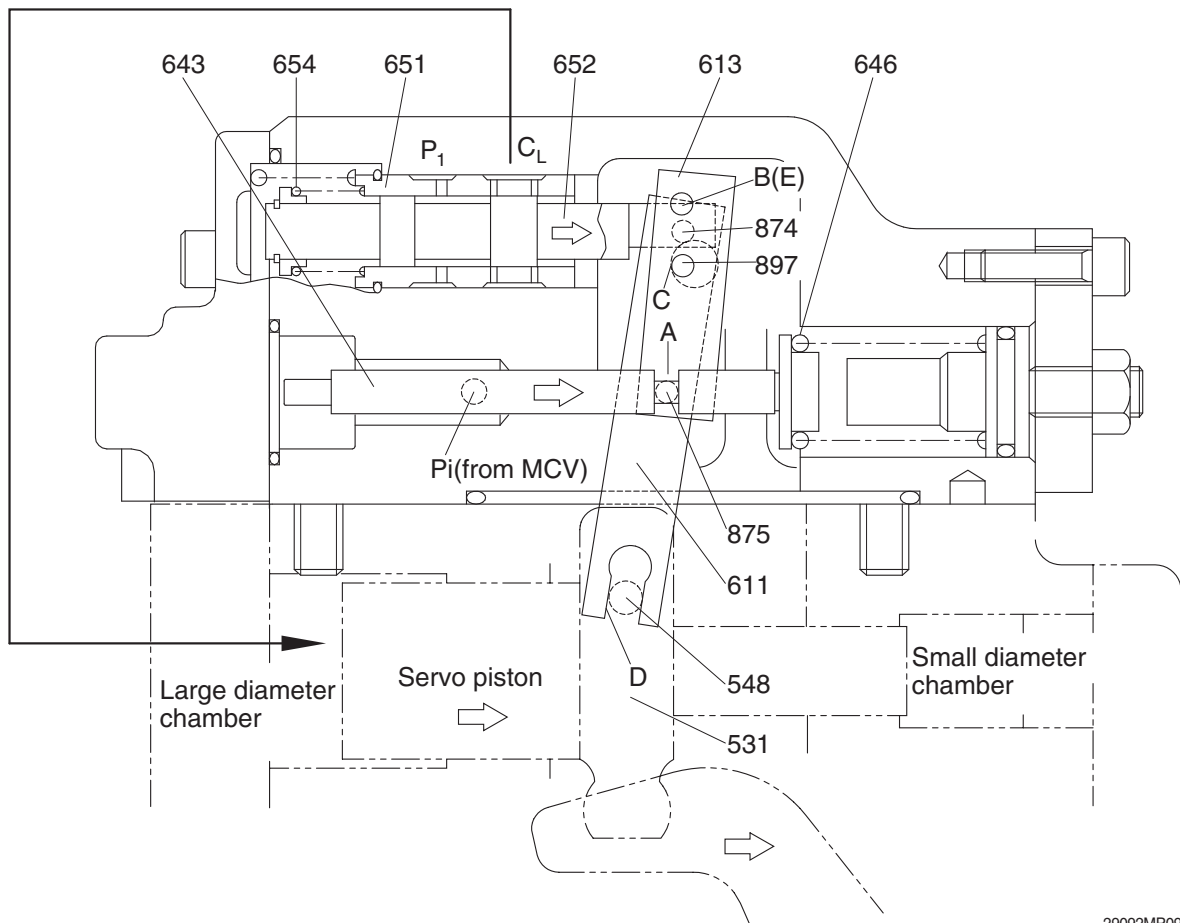 643
654
651
652
613
646
P1
CL
B(E)
874
897
C
A
Pi(from MCV)
875
611
Large diameter
chamber
Servo piston
D
548
531
Small diameter
chamber